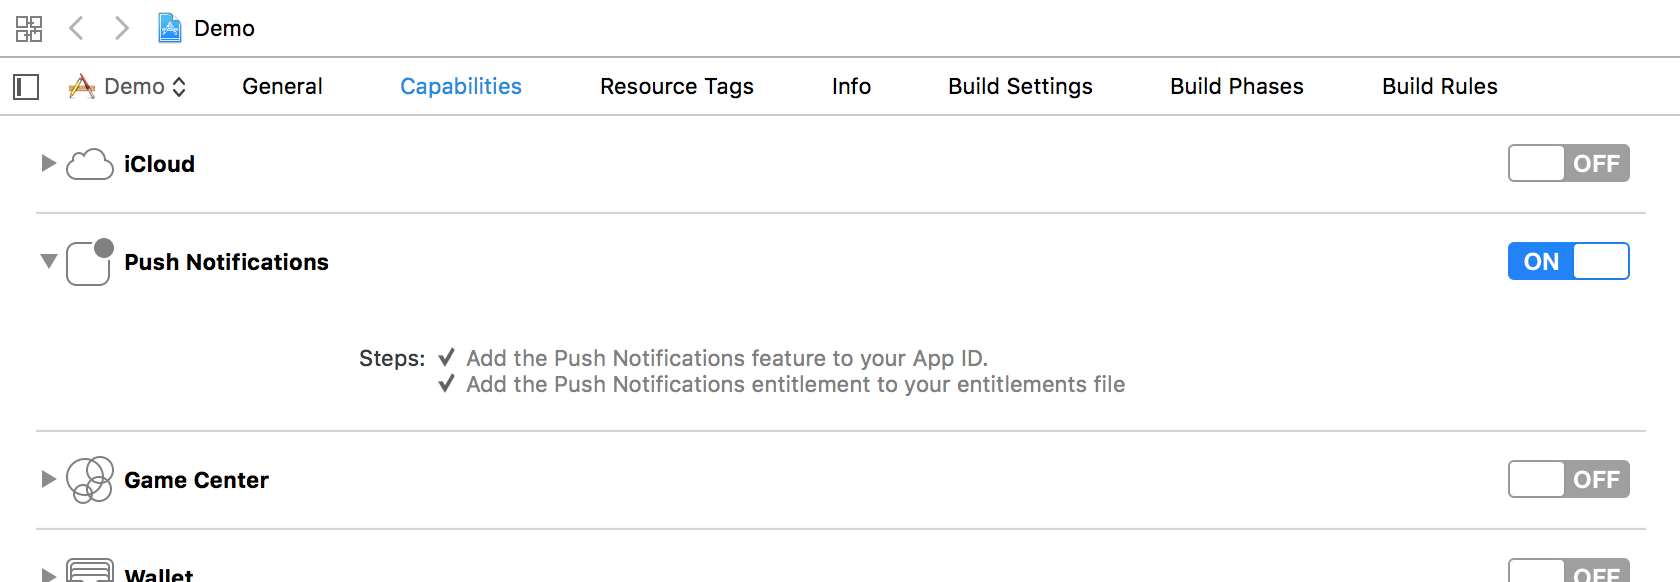 Demo
Demo General Capabilities Resource Tags Info Build Settings Build Phases Build Rules
iCloud OFF
Push Notifications ON
Steps: ✓ Add the Push Notifications feature to your App ID.
✓ Add the Push Notifications entitlement to your entitlements file
Game Center OFF
Wallet OFF